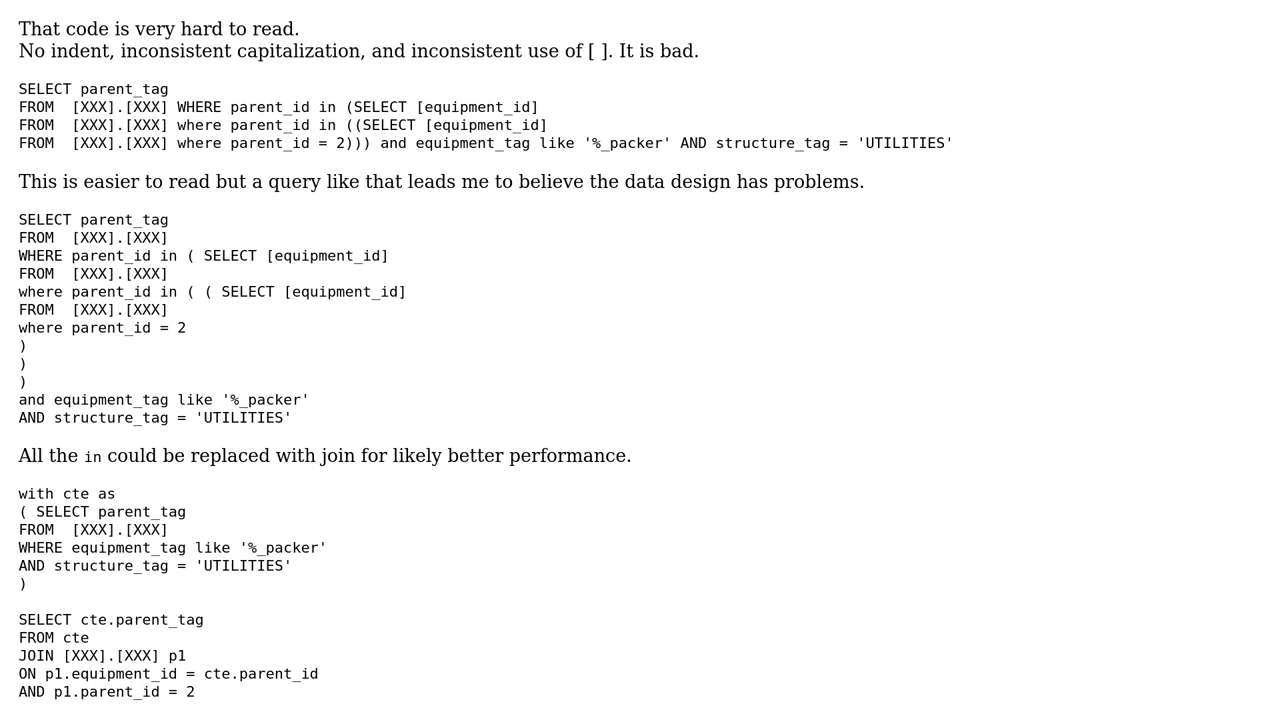 That code is very hard to read.
No indent, inconsistent capitalization, and inconsistent use of [ ]. It is bad.
SELECT parent_tag
FROM  [XXX].[XXX] WHERE parent_id in (SELECT [equipment_id]
FROM  [XXX].[XXX] where parent_id in ((SELECT [equipment_id]
FROM  [XXX].[XXX] where parent_id = 2))) and equipment_tag like '%_packer' AND structure_tag = 'UTILITIES'
This is easier to read but a query like that leads me to believe the data design has problems.
SELECT parent_tag
FROM  [XXX].[XXX]
WHERE parent_id in ( SELECT [equipment_id]
FROM  [XXX].[XXX]
where parent_id in ( ( SELECT [equipment_id]
FROM  [XXX].[XXX]
where parent_id = 2
)
)
)
and equipment_tag like '%_packer'
AND structure_tag = 'UTILITIES'
All the in could be replaced with join for likely better performance.
with cte as
( SELECT parent_tag
FROM  [XXX].[XXX]
WHERE equipment_tag like '%_packer'
AND structure_tag = 'UTILITIES'
)
SELECT cte.parent_tag
FROM cte
JOIN [XXX].[XXX] p1
ON p1.equipment_id = cte.parent_id
AND p1.parent_id = 2